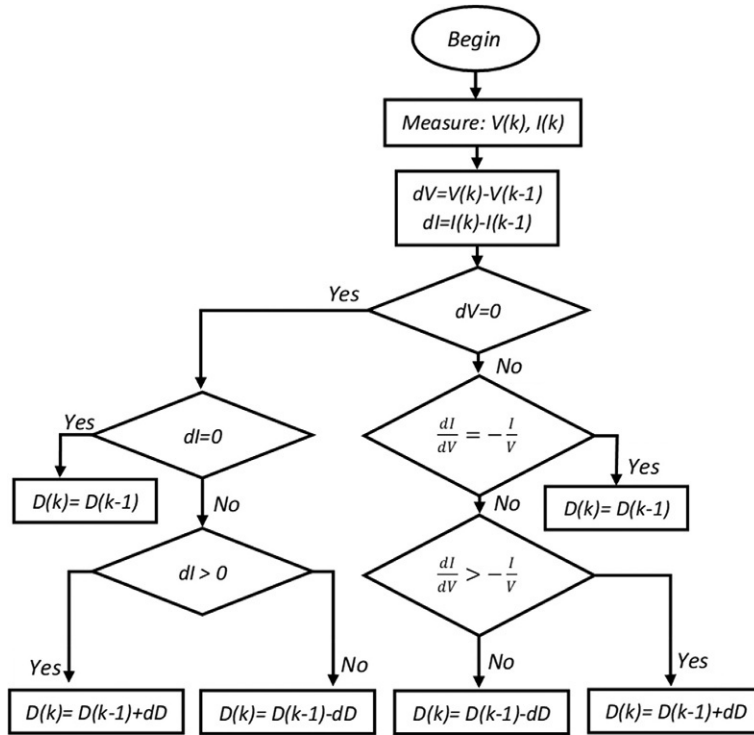 Begin
Measure: V(k), I(k)
dV=V(k)-V(k-1)
dI=I(k)-I(k-1)
Yes
dV=0
No
Yes
dI=0
dI/dV = - I/V
Yes
D(k)= D(k-1)
No
No
D(k)= D(k-1)
dI > 0
dI/dV > - I/V
Yes
No
No
Yes
D(k)= D(k-1)+dD
D(k)= D(k-1)-dD
D(k)= D(k-1)-dD
D(k)= D(k-1)+dD